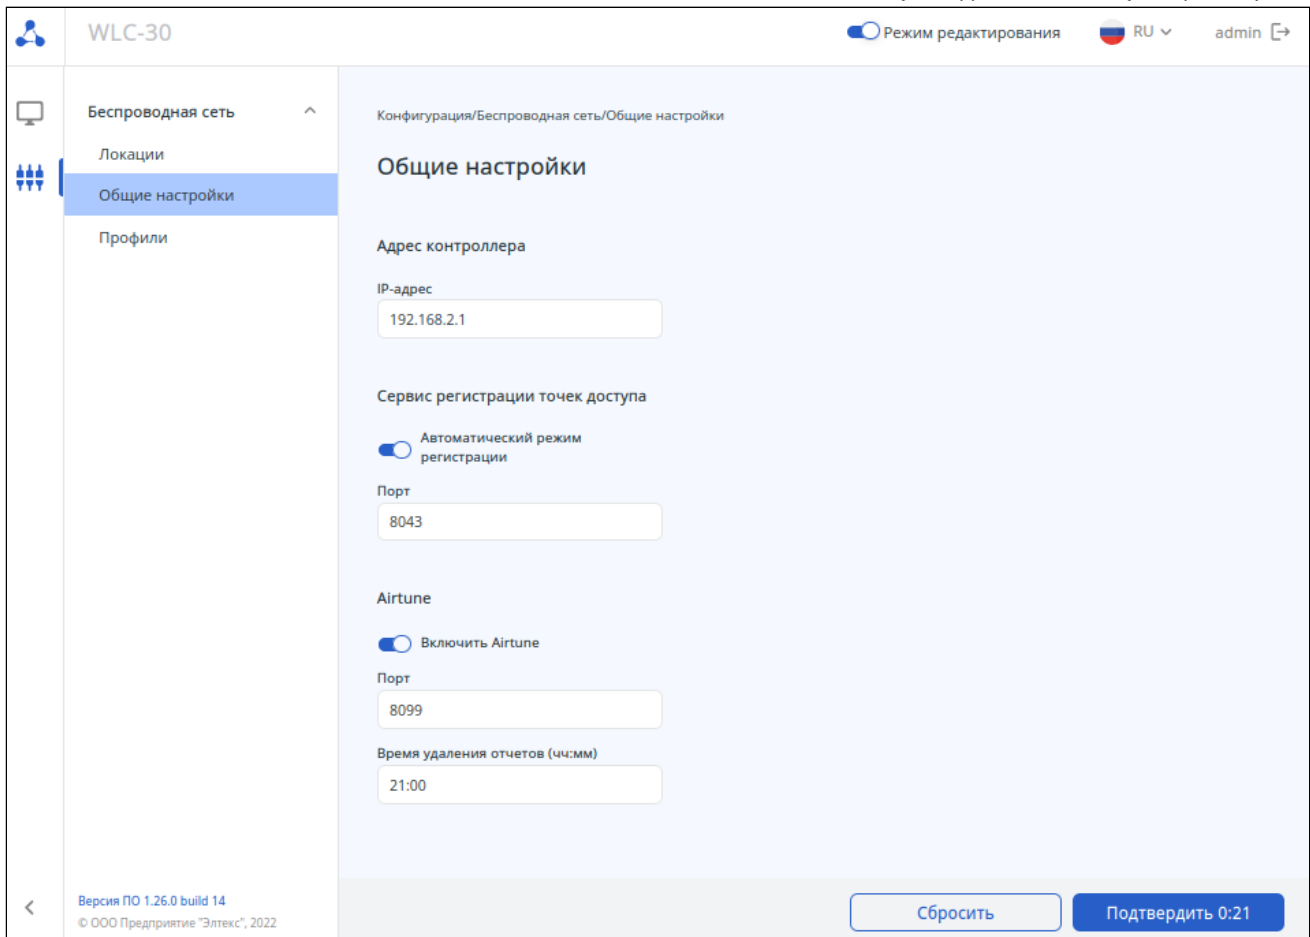 WLC-30
Режим редактирования
RU
admin
Беспроводная сеть
Локации
Общие настройки
Профили
Конфигурация/Беспроводная сеть/Общие настройки
Общие настройки
Адрес контроллера
IP-адрес
192.168.2.1
Сервис регистрации точек доступа
Автоматический режим
регистрации
Порт
8043
Airtune
Включить Airtune
Порт
8099
Время удаления отчетов (чч:мм)
21:00
Версия ПО 1.26.0 build 14
© ООО Предприятие "Элтекс", 2022
Сбросить
Подтвердить 0:21